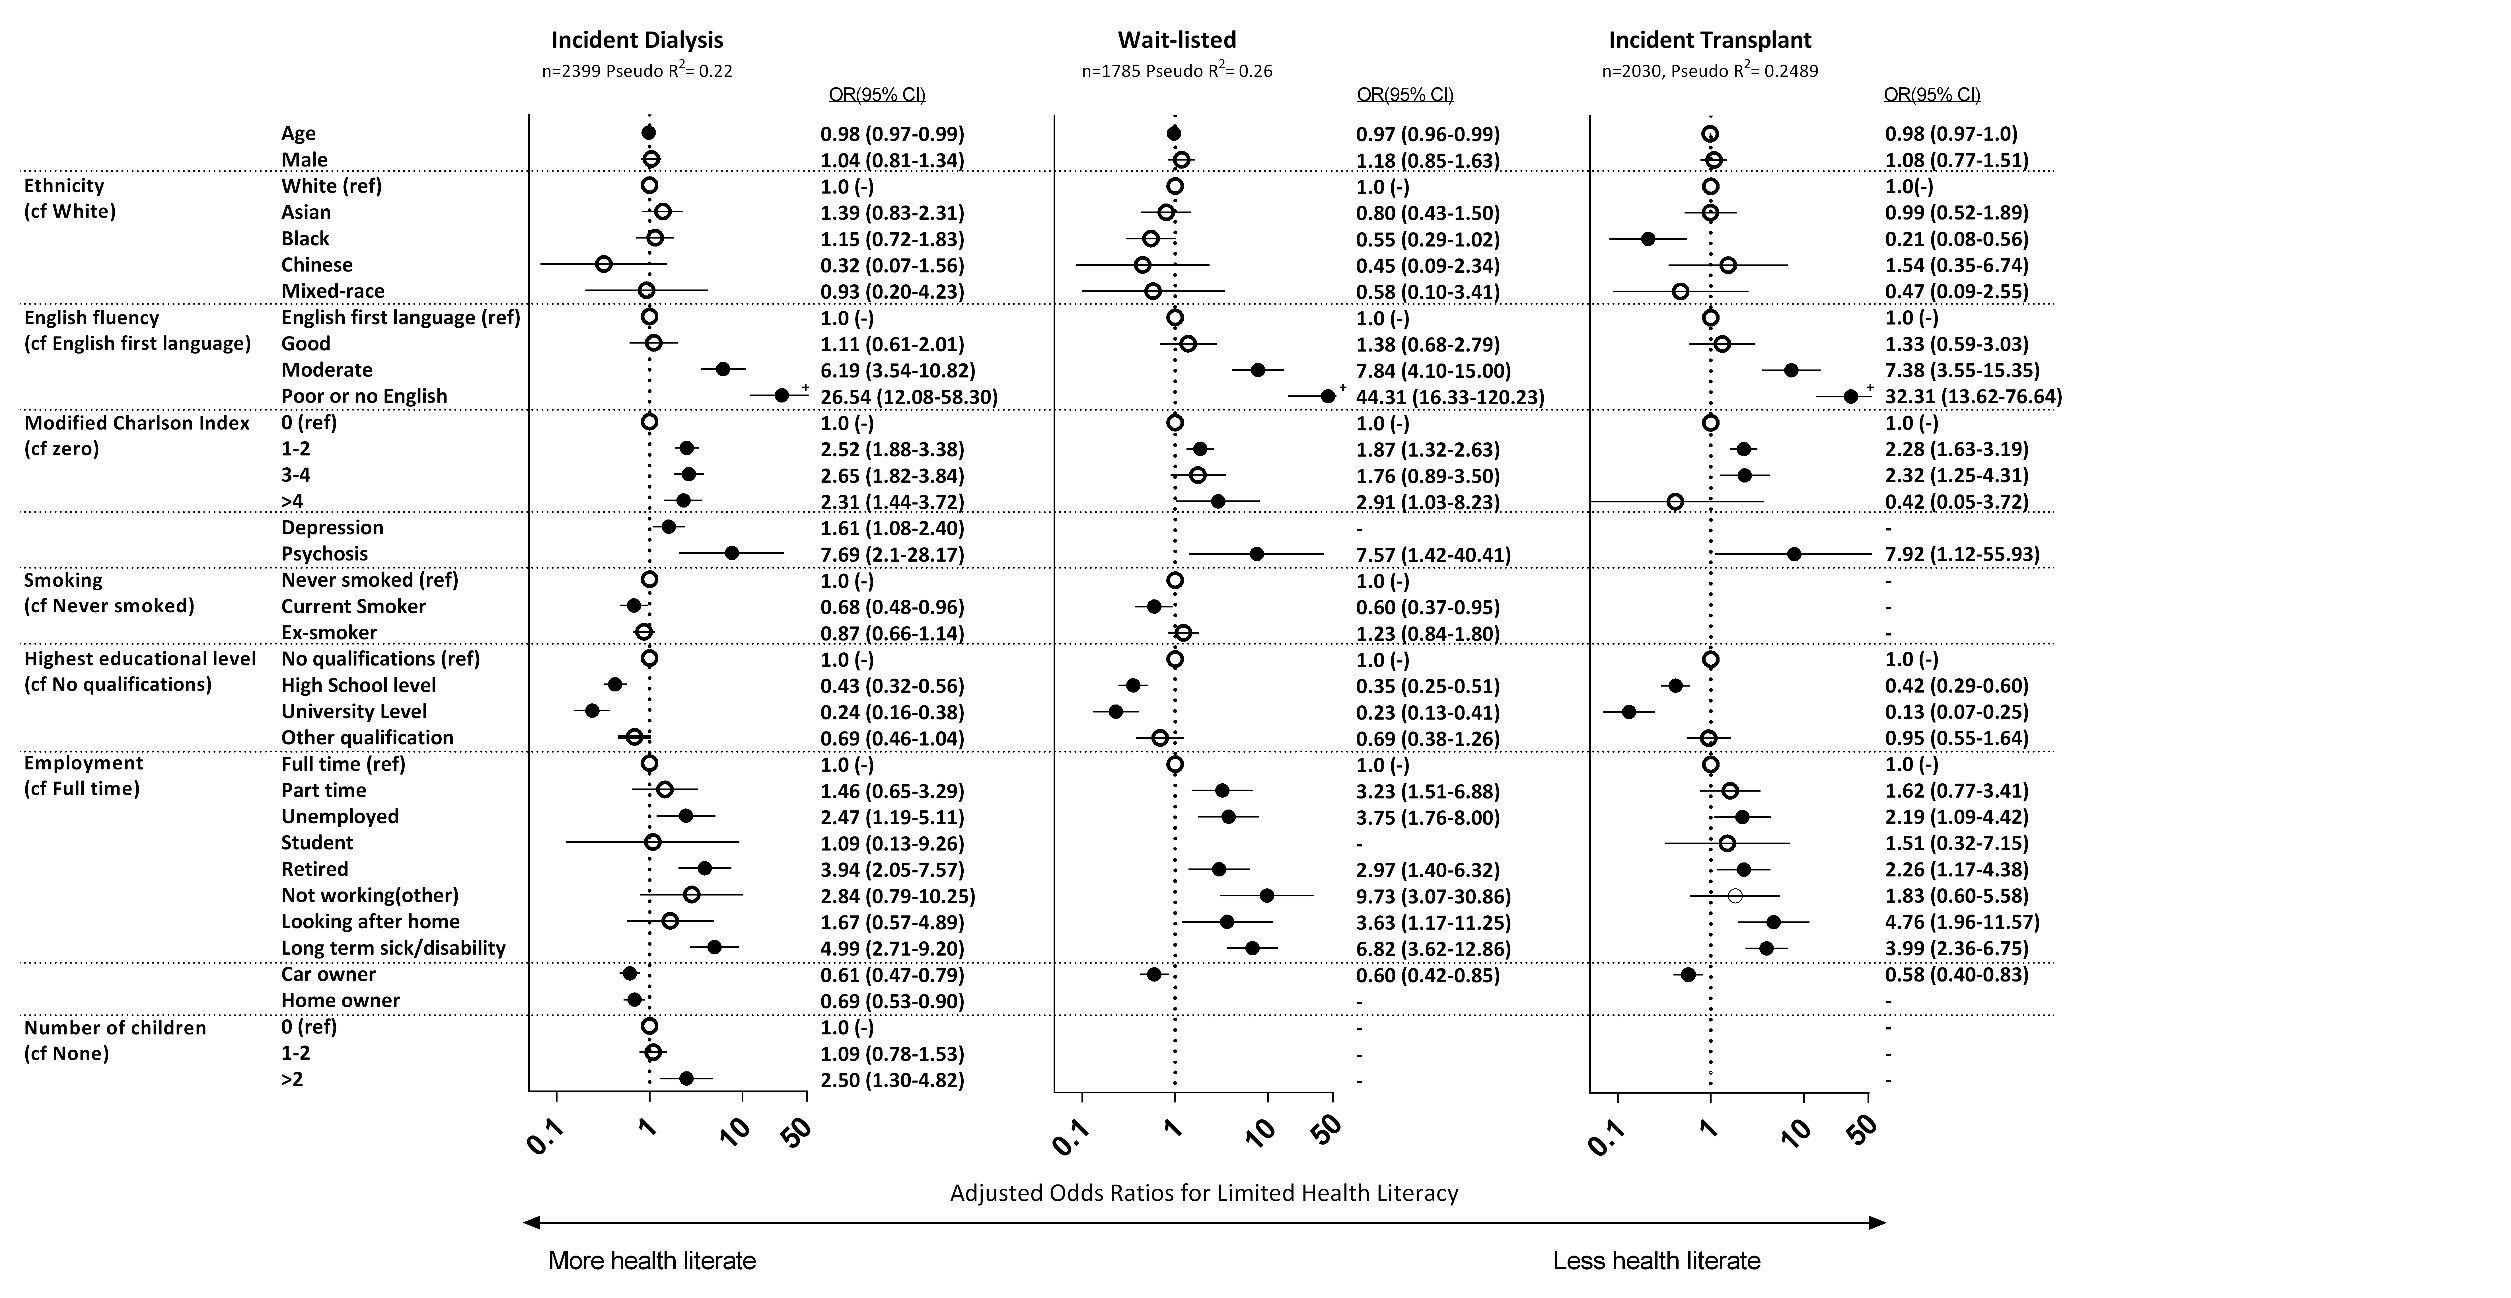 Incident Dialysis Wait-listed Incident Transplant
n=2399 Pseudo R2= 0.22 n=1785 Pseudo R2= 0.26 n=2030, Pseudo R2= 0.2489
OR(95% CI) OR(95% CI) OR(95% CI)
Age 0.98 (0.97-0.99) 0.97 (0.96-0.99) 0.98 (0.97-1.0)
Male 1.04 (0.81-1.34) 1.18 (0.85-1.63) 1.08 (0.77-1.51)
Ethnicity White (ref) 1.0 (-) 1.0 (-) 1.0(-)
(cf White) Asian 1.39 (0.83-2.31) 0.80 (0.43-1.50) 0.99 (0.52-1.89)
Black 1.15 (0.72-1.83) 0.55 (0.29-1.02) 0.21 (0.08-0.56)
Chinese 0.32 (0.07-1.56) 0.45 (0.09-2.34) 1.54 (0.35-6.74)
Mixed-race 0.93 (0.20-4.23) 0.58 (0.10-3.41) 0.47 (0.09-2.55)
English fluency English first language (ref) 1.0 (-) 1.0 (-) 1.0 (-)
(cf English first language) Good 1.11 (0.61-2.01) 1.38 (0.68-2.79) 1.33 (0.59-3.03)
Moderate 6.19 (3.54-10.82) 7.84 (4.10-15.00) 7.38 (3.55-15.35)
Poor or no English + 26.54 (12.08-58.30) + 44.31 (16.33-120.23) + 32.31 (13.62-76.64)
Modified Charlson Index 0 (ref) 1.0 (-) 1.0 (-) 1.0 (-)
(cf zero) 1-2 2.52 (1.88-3.38) 1.87 (1.32-2.63) 2.28 (1.63-3.19)
3-4 2.65 (1.82-3.84) 1.76 (0.89-3.50) 2.32 (1.25-4.31)
>4 2.31 (1.44-3.72) 2.91 (1.03-8.23) 0.42 (0.05-3.72)
Depression 1.61 (1.08-2.40) - -
Psychosis 7.69 (2.1-28.17) 7.57 (1.42-40.41) 7.92 (1.12-55.93)
Smoking Never smoked (ref) 1.0 (-) 1.0 (-) -
(cf Never smoked) Current Smoker 0.68 (0.48-0.96) 0.60 (0.37-0.95) -
Ex-smoker 0.87 (0.66-1.14) 1.23 (0.84-1.80) -
Highest educational level No qualifications (ref) 1.0 (-) 1.0 (-) 1.0 (-)
(cf No qualifications) High School level 0.43 (0.32-0.56) 0.35 (0.25-0.51) 0.42 (0.29-0.60)
University Level 0.24 (0.16-0.38) 0.23 (0.13-0.41) 0.13 (0.07-0.25)
Other qualification 0.69 (0.46-1.04) 0.69 (0.38-1.26) 0.95 (0.55-1.64)
Employment Full time (ref) 1.0 (-) 1.0 (-) 1.0 (-)
(cf Full time) Part time 1.46 (0.65-3.29) 3.23 (1.51-6.88) 1.62 (0.77-3.41)
Unemployed 2.47 (1.19-5.11) 3.75 (1.76-8.00) 2.19 (1.09-4.42)
Student 1.09 (0.13-9.26) - 1.51 (0.32-7.15)
Retired 3.94 (2.05-7.57) 2.97 (1.40-6.32) 2.26 (1.17-4.38)
Not working(other) 2.84 (0.79-10.25) 9.73 (3.07-30.86) 1.83 (0.60-5.58)
Looking after home 1.67 (0.57-4.89) 3.63 (1.17-11.25) 4.76 (1.96-11.57)
Long term sick/disability 4.99 (2.71-9.20) 6.82 (3.62-12.86) 3.99 (2.36-6.75)
Car owner 0.61 (0.47-0.79) 0.60 (0.42-0.85) 0.58 (0.40-0.83)
Home owner 0.69 (0.53-0.90) - -
Number of children 0 (ref) 1.0 (-) - -
(cf None) 1-2 1.09 (0.78-1.53) - -
>2 2.50 (1.30-4.82) - -
0.1 1 10 50 0.1 1 10 50 0.1 1 10 50
Adjusted Odds Ratios for Limited Health Literacy
More health literate Less health literate